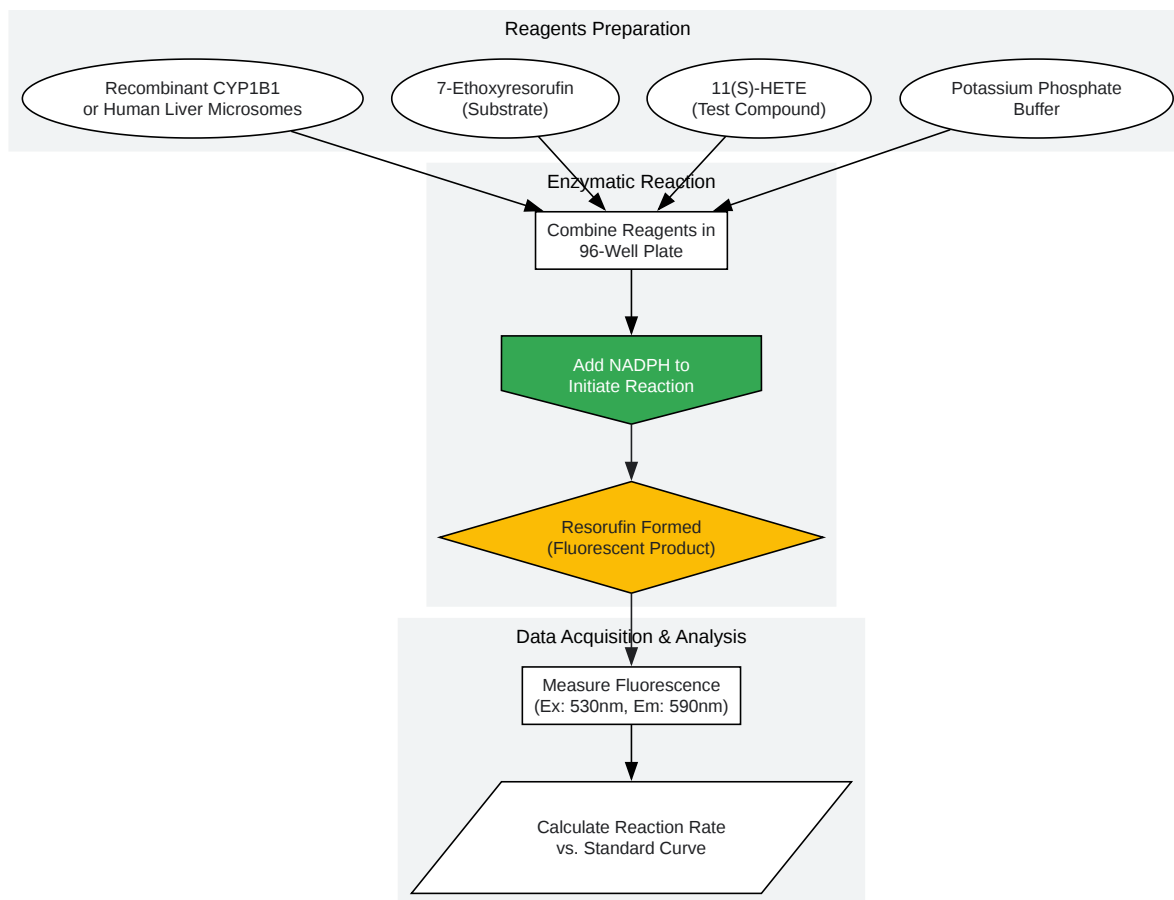 Reagents Preparation
Recombinant CYP1B1
or Human Liver Microsomes
7-Ethoxyresorufin
(Substrate)
11(S)-HETE
(Test Compound)
Potassium Phosphate
Buffer
Enzymatic Reaction
Combine Reagents in
96-Well Plate
Add NADPH to
Initiate Reaction
Resorufin Formed
(Fluorescent Product)
Data Acquisition & Analysis
Measure Fluorescence
(Ex: 530nm, Em: 590nm)
Calculate Reaction Rate
vs. Standard Curve